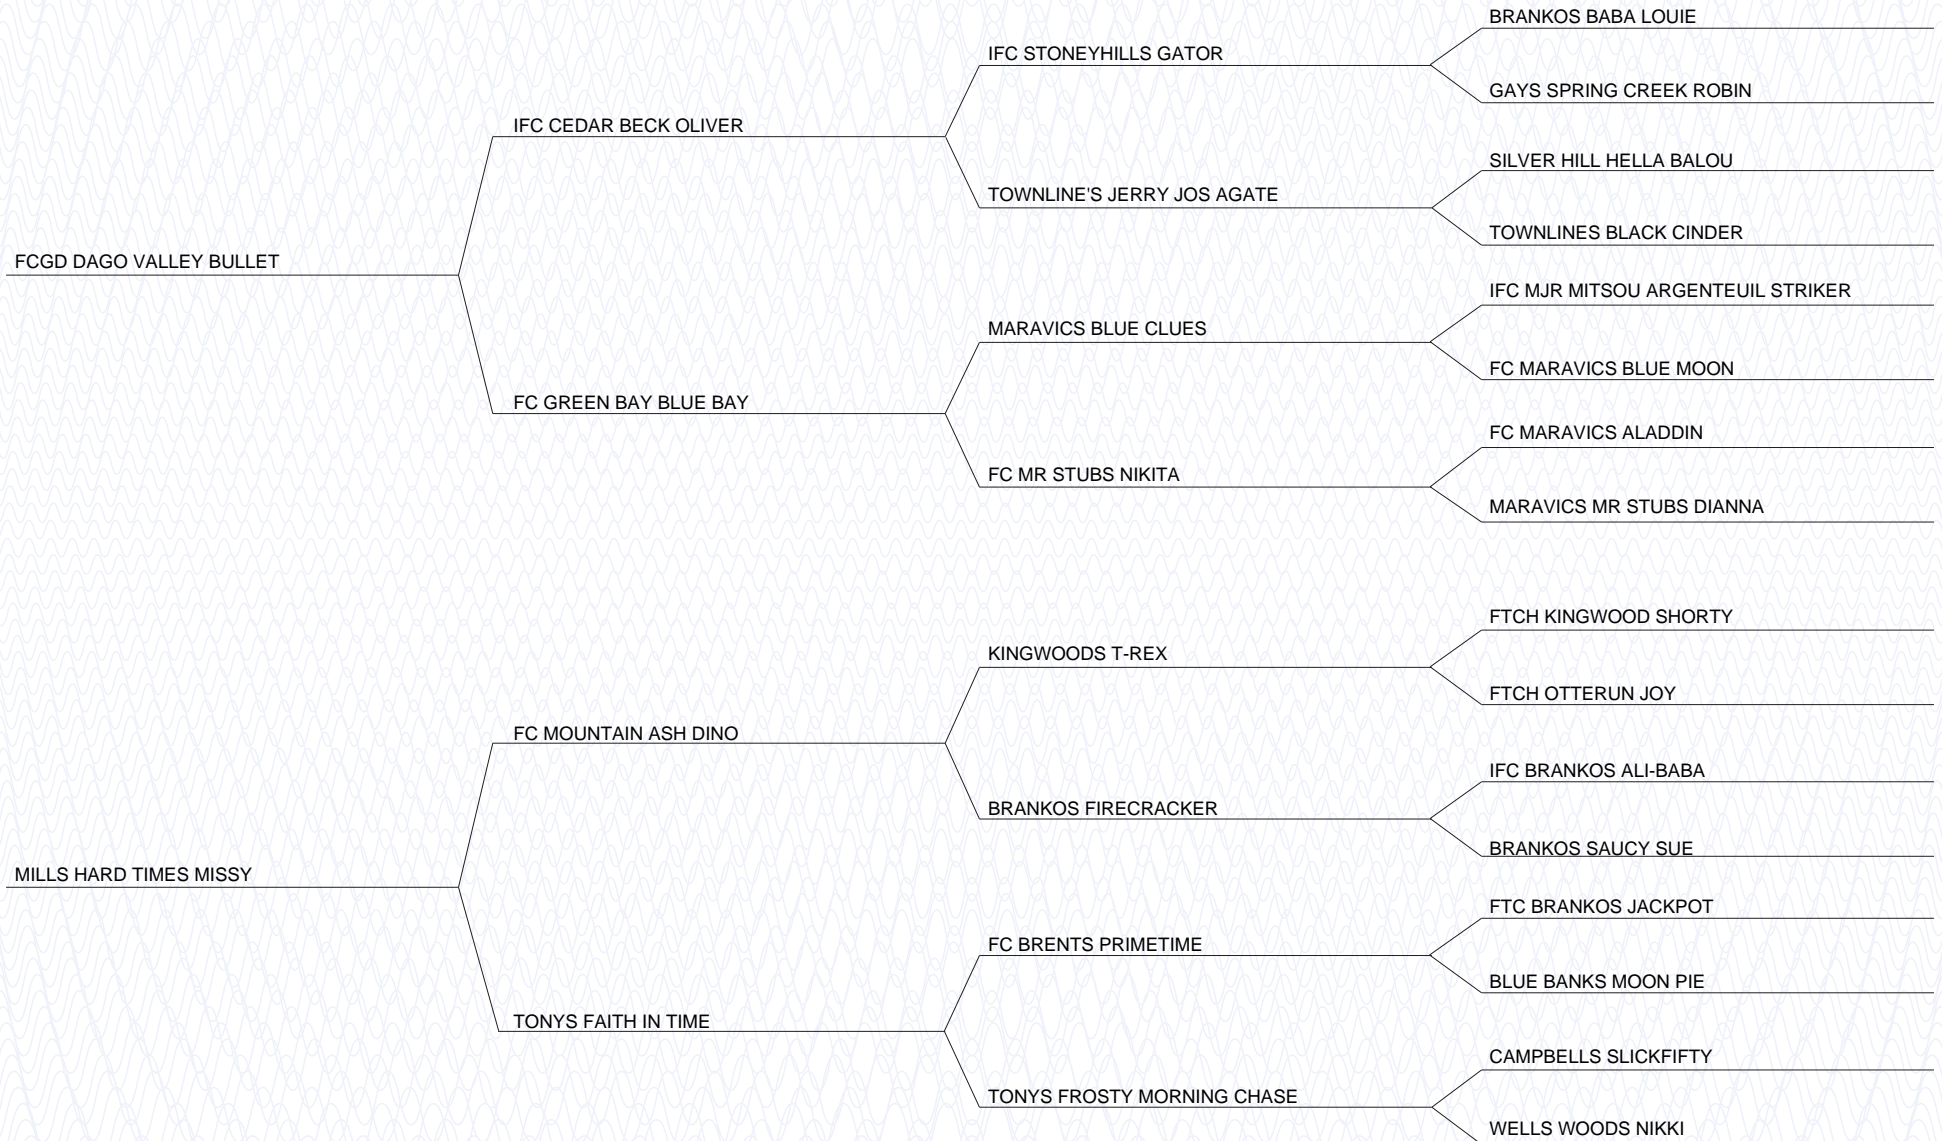 BRANKOS BABA LOUIE
IFC STONEYHILLS GATOR
GAYS SPRING CREEK ROBIN
IFC CEDAR BECK OLIVER
SILVER HILL HELLA BALOU
TOWNLINE'S JERRY JOS AGATE
TOWNLINES BLACK CINDER
FCGD DAGO VALLEY BULLET
IFC MJR MITSOU ARGENTEUIL STRIKER
MARAVICS BLUE CLUES
FC MARAVICS BLUE MOON
FC GREEN BAY BLUE BAY
FC MARAVICS ALADDIN
FC MR STUBS NIKITA
MARAVICS MR STUBS DIANNA
FTCH KINGWOOD SHORTY
KINGWOODS T-REX
FTCH OTTERUN JOY
FC MOUNTAIN ASH DINO
IFC BRANKOS ALI-BABA
BRANKOS FIRECRACKER
BRANKOS SAUCY SUE
MILLS HARD TIMES MISSY
FTC BRANKOS JACKPOT
FC BRENTS PRIMETIME
BLUE BANKS MOON PIE
TONYS FAITH IN TIME
CAMPBELLS SLICKFIFTY
TONYS FROSTY MORNING CHASE
WELLS WOODS NIKKI